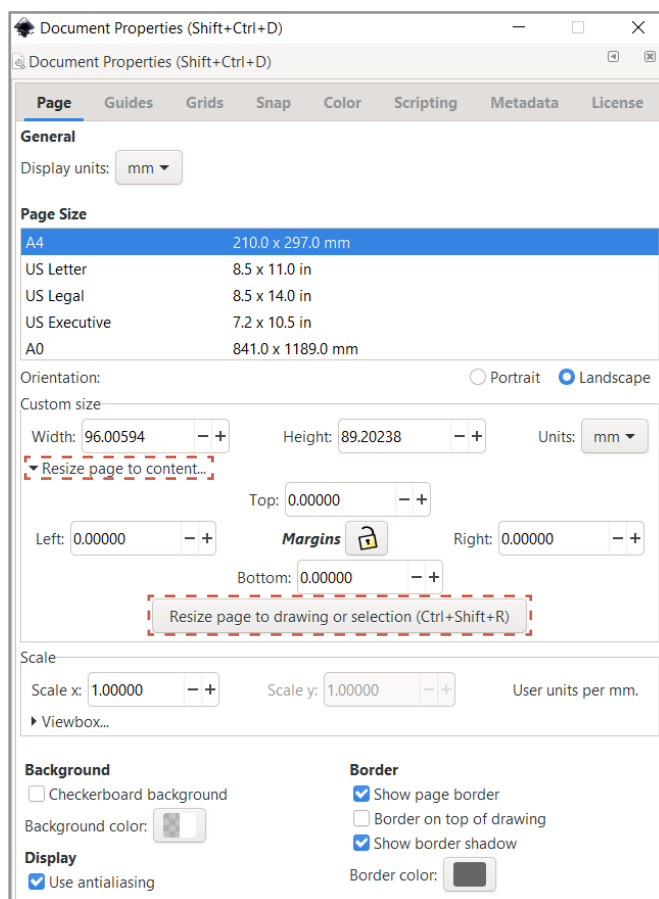 Document Properties (Shift+Ctrl+D)
Document Properties (Shift+Ctrl+D)
Page Guides Grids Snap Color Scripting Metadata License
General
Display units: mm
Page Size
A4 210.0 x 297.0 mm
US Letter 8.5 x 11.0 in
US Legal 8.5 x 14.0 in
US Executive 7.2 x 10.5 in
A0 841.0 x 1189.0 mm
Orientation: Portrait Landscape
Custom size
Width: 96.00594 − + Height: 89.20238 − + Units: mm
Resize page to content...
Top: 0.00000 − +
Left: 0.00000 − + Margins Right: 0.00000 − +
Bottom: 0.00000 − +
Resize page to drawing or selection (Ctrl+Shift+R)
Scale
Scale x: 1.00000 − + Scale y: 1.00000 − + User units per mm.
Viewbox...
Background Border
Checkerboard background Show page border
Background color: Border on top of drawing
Display Show border shadow
Use antialiasing Border color: